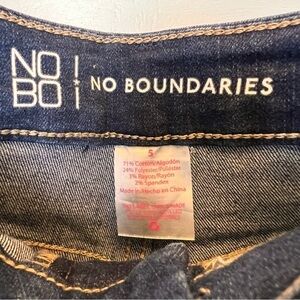 NO
BO
NO BOUNDARIES
5
71% Cotton/Algodón
24% Polyester/Poliéster
3% Rayon/Rayón
2% Spandex
Made in/Hecho en China